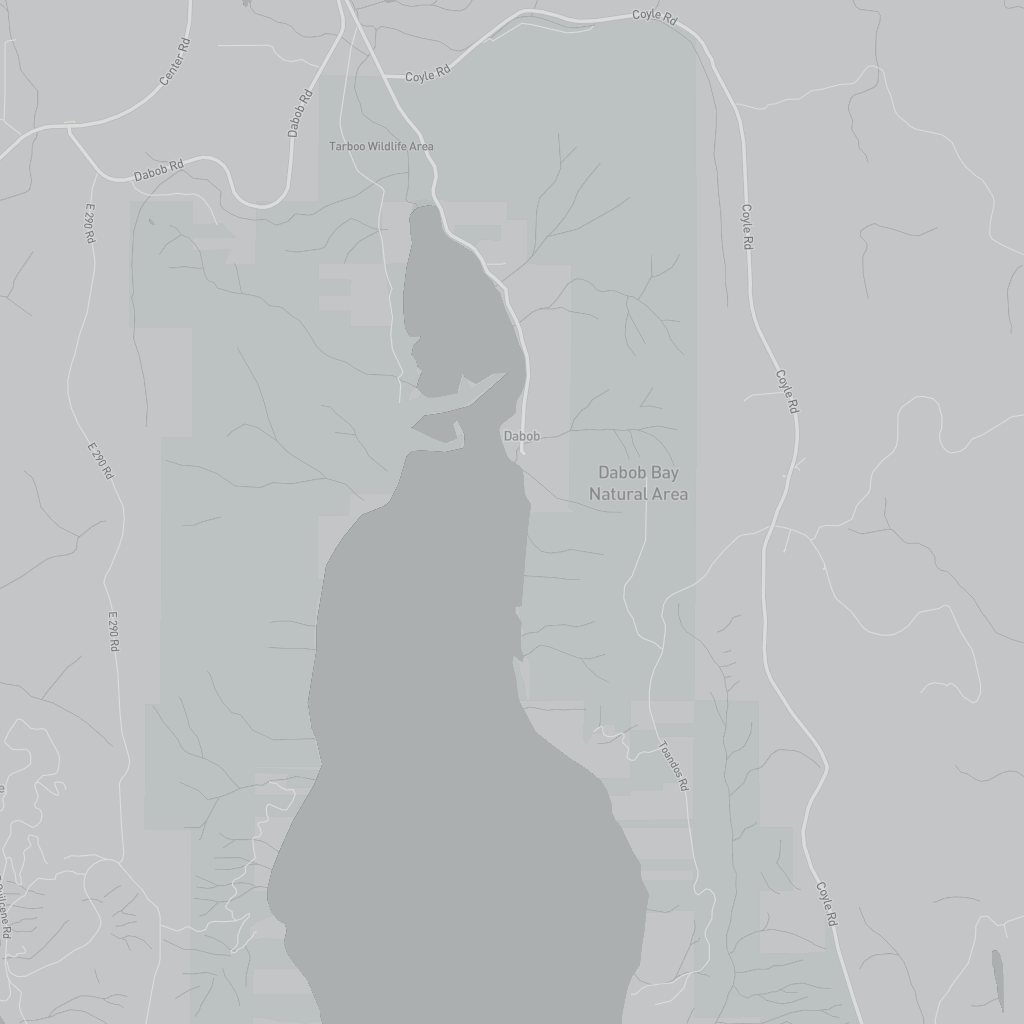 Coyle Rd
Center Rd
Coyle Rd
Dabob Rd
Tarboo Wildlife Area
Dabob Rd
E 290 Rd
Coyle Rd
Coyle Rd
Dabob
E 290 Rd
Dabob Bay
Natural Area
E 290 Rd
Toandos Rd
Coyle Rd
Quilcene Rd